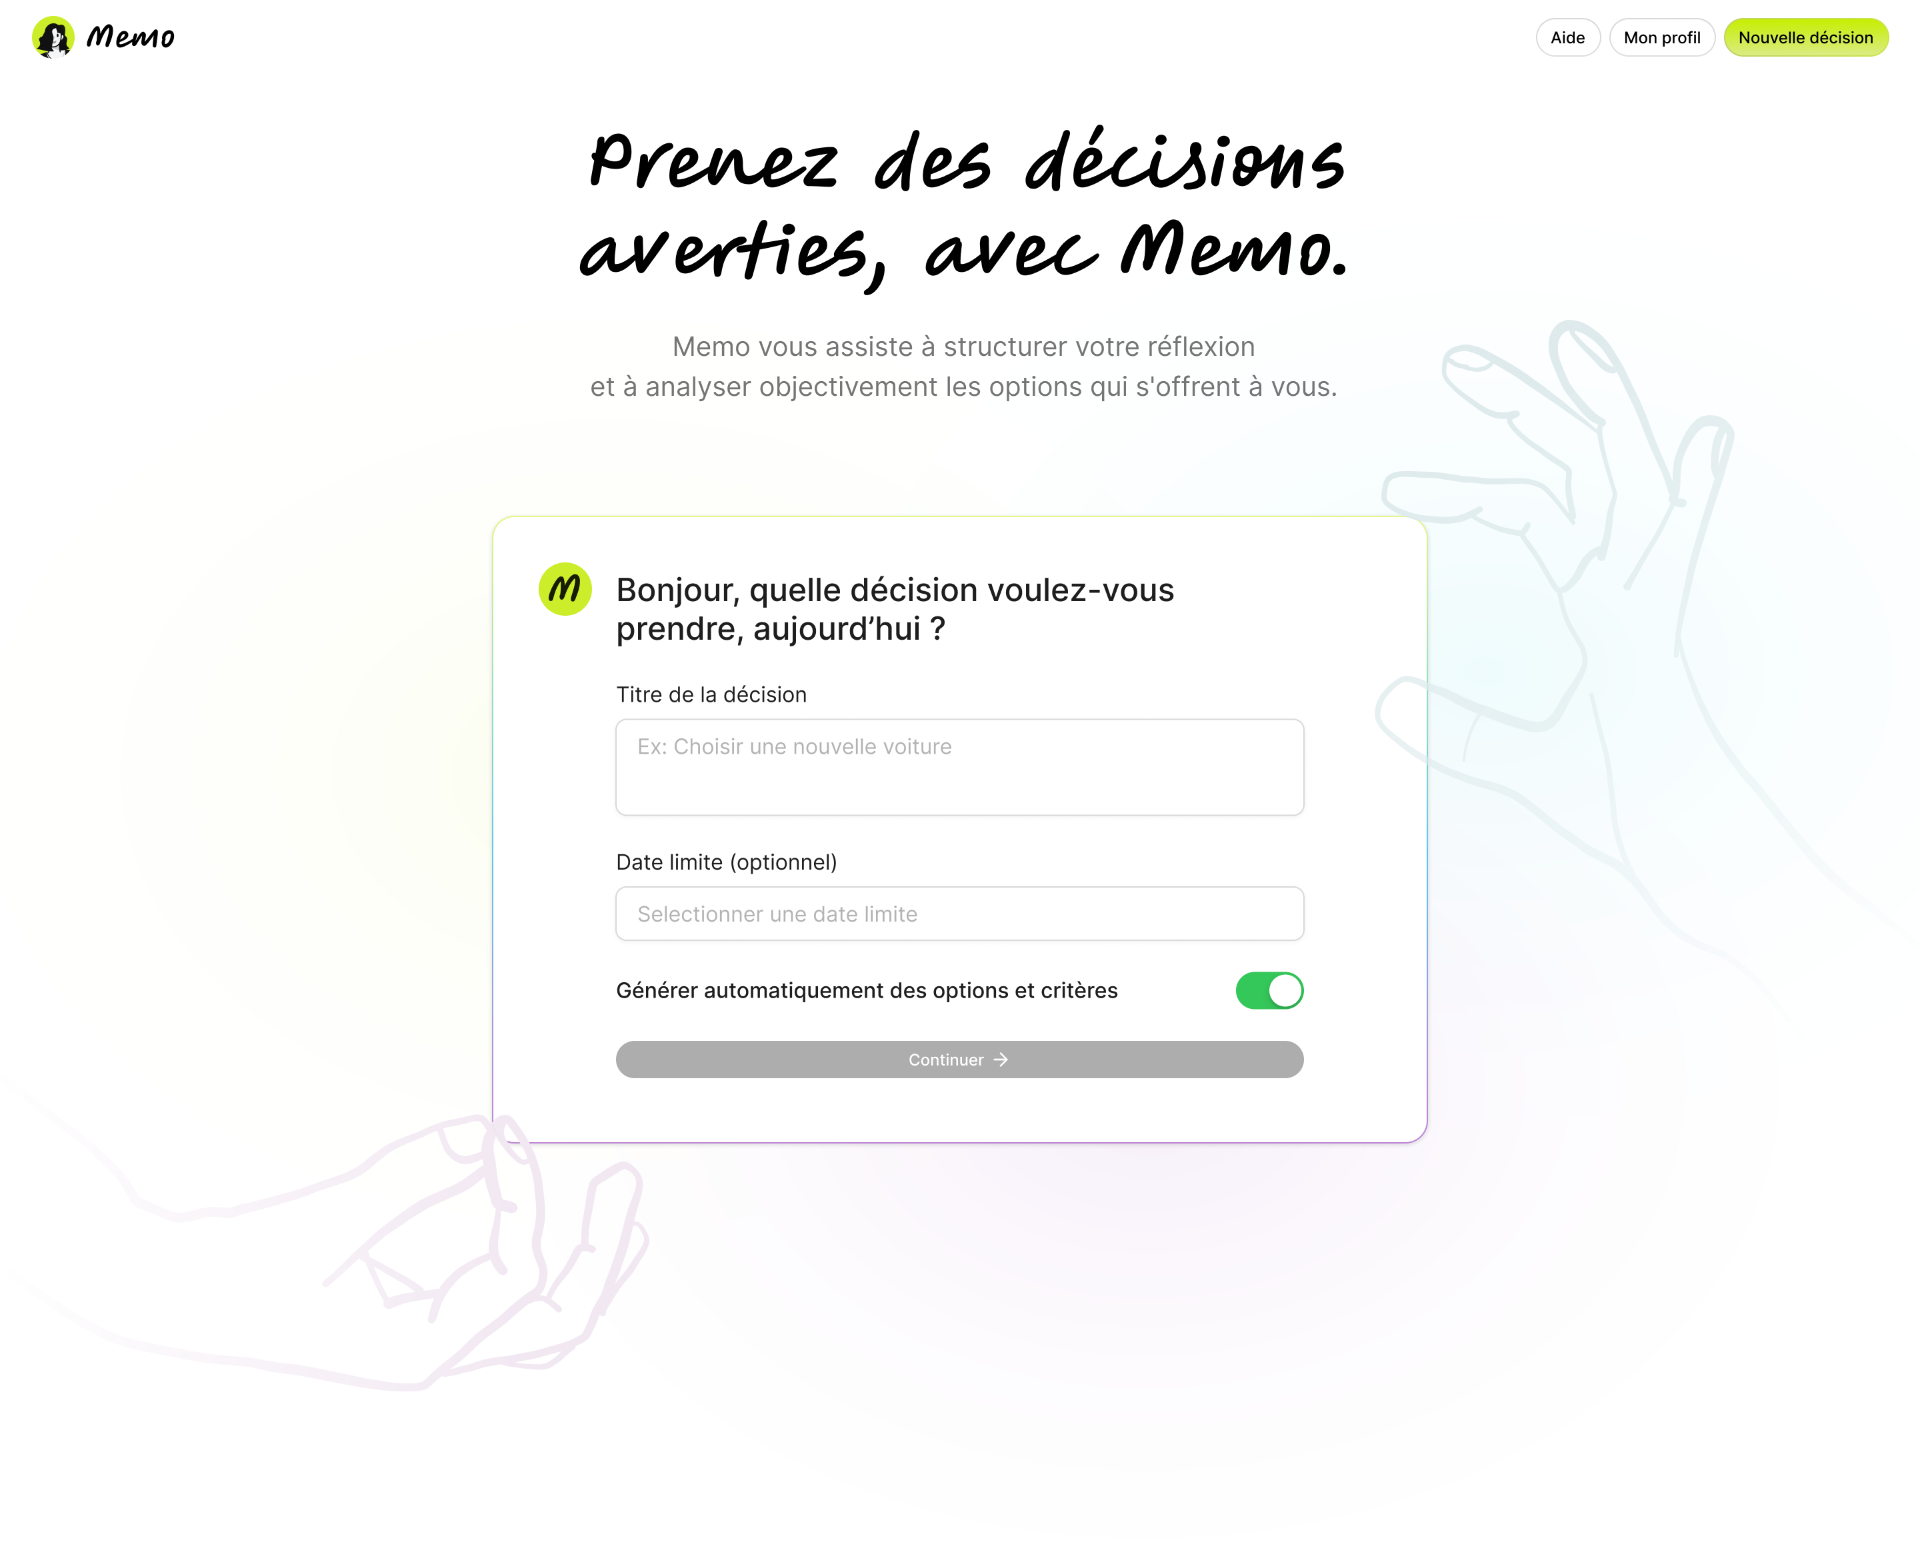 Memo
Aide
Mon profil
Nouvelle décision
Prenez des décisions
averties, avec Memo.
Memo vous assiste à structurer votre réflexion
et à analyser objectivement les options qui s'offrent à vous.
M
Bonjour, quelle décision voulez-vous
prendre, aujourd’hui ?
Titre de la décision
Ex: Choisir une nouvelle voiture
Date limite (optionnel)
Selectionner une date limite
Générer automatiquement des options et critères
Continuer →